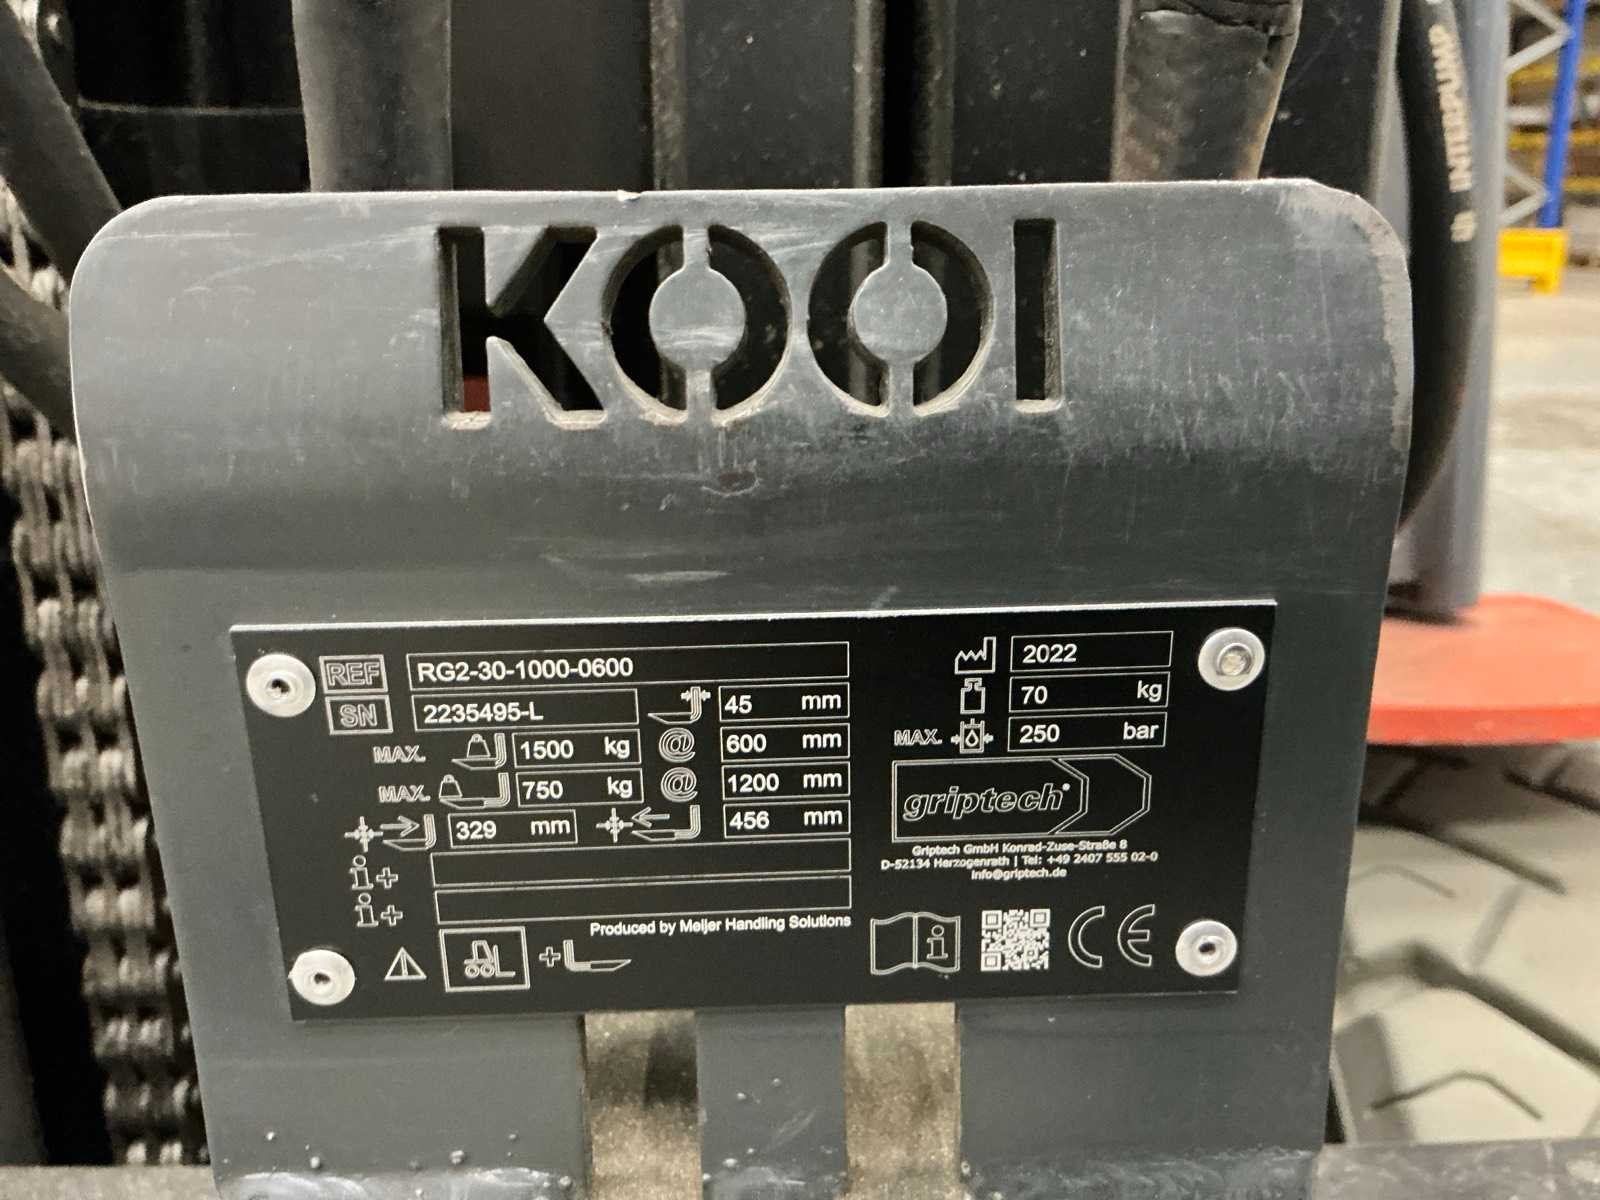 INTERPUMP
KOOI
REF RG2-30-1000-0600
SN 2235495-L
45 mm
MAX. 1500 kg @ 600 mm
MAX. 750 kg @ 1200 mm
329 mm
456 mm
i+
i+
Produced by Meijer Handling Solutions
2022
70 kg
MAX. 250 bar
griptech®
Griptech GmbH Konrad-Zuse-Straße 8
D-52134 Herzogenrath | Tel: +49 2407 555 02-0
info@griptech.de
i
CE